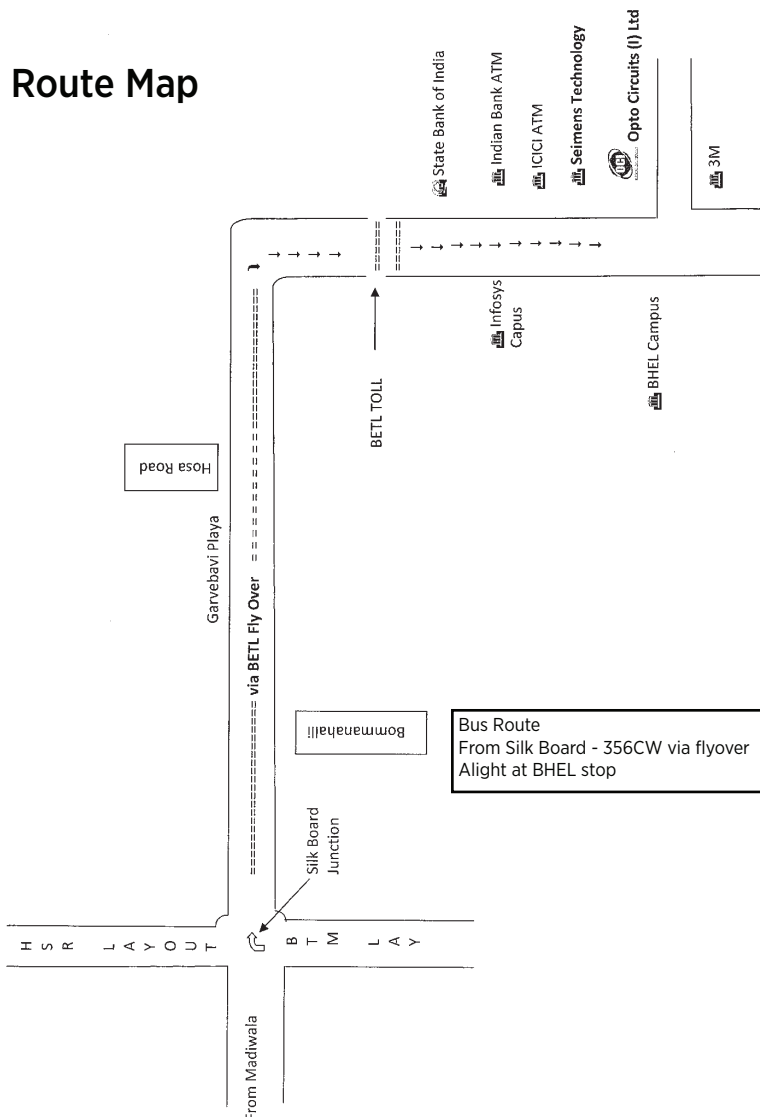 Route Map
State Bank of India
Indian Bank ATM
ICICI ATM
Seimens Technology
Opto Circuits (I) Ltd
3M
Infosys
Capus
BHEL Campus
BETL TOLL
Hosa Road
Garvebavi Playa
via BETL Fly Over
Bommanahalli
Bus Route
From Silk Board - 356CW via flyover
Alight at BHEL stop
Silk Board
Junction
HSR LAYOUT
BTM LAY
From Madiwala